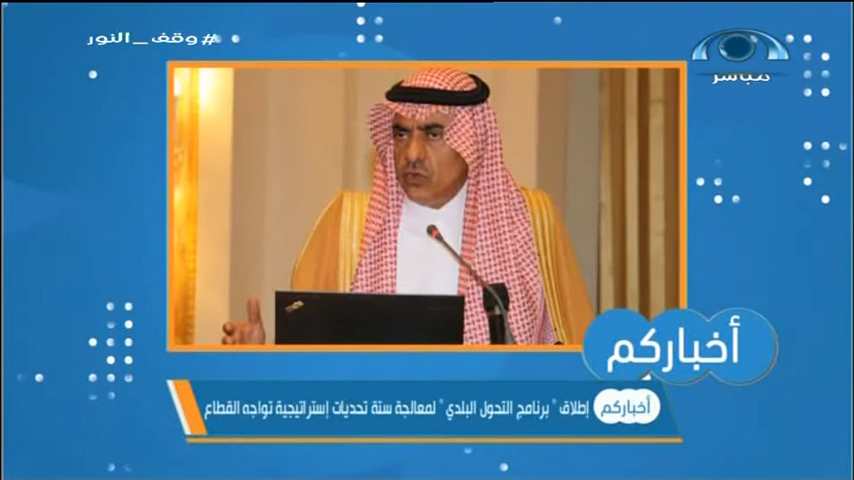 #وقف_النور
مباشر
أخباركم
أخباركم
إطلاق " برنامج التحول البلدي " لمعالجة ستة تحديات إستراتيجية تواجه القطاع